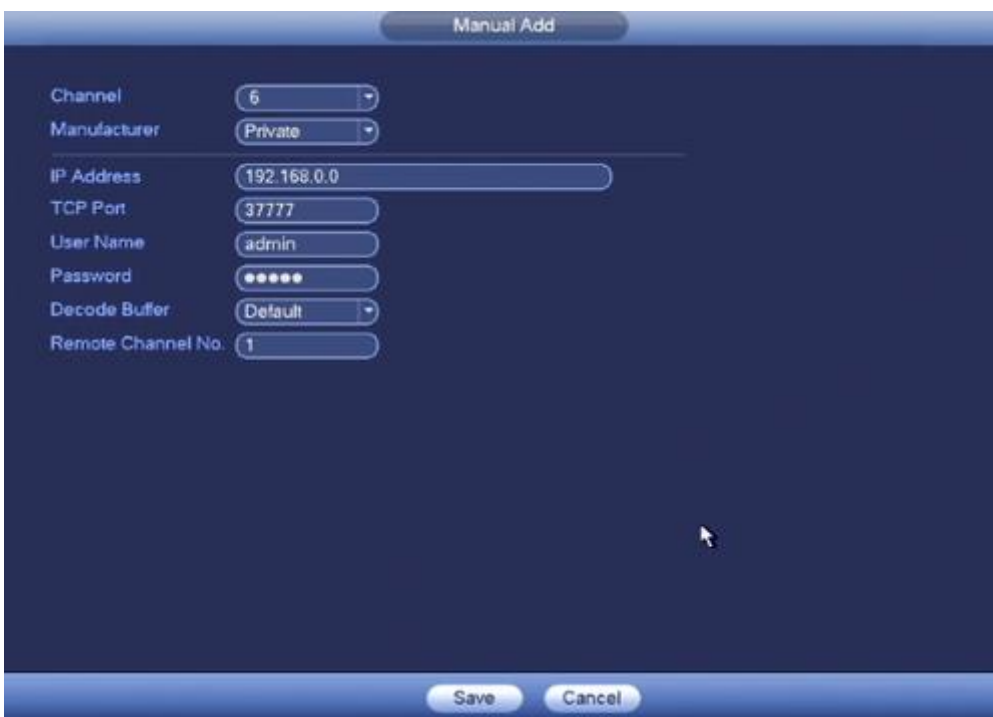 Manual Add
Channel 6
Manufacturer Private
IP Address 192.168.0.0
TCP Port 37777
User Name admin
Password ●●●●●
Decode Buffer Default
Remote Channel No. 1
Save Cancel